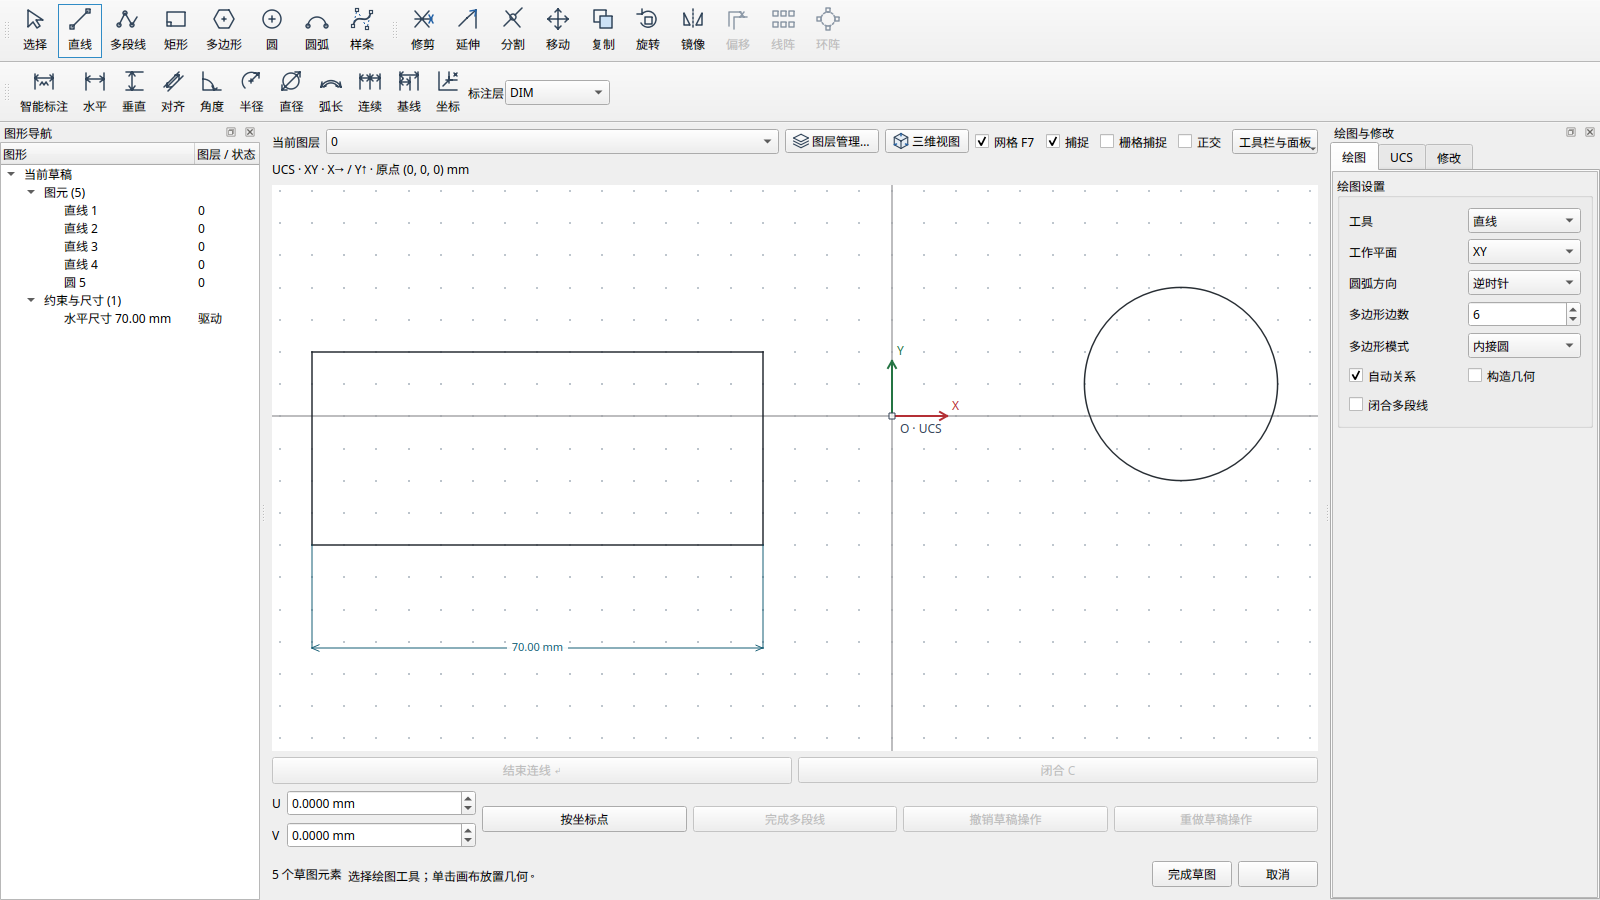 选择 直线 多段线 矩形 多边形 圆 圆弧 样条 修剪 延伸 分割 移动 复制 旋转 镜像 偏移 线阵 环阵
智能标注 水平 垂直 对齐 角度 半径 直径 弧长 连续 基线 坐标 标注层 DIM
图形导航
图形 图层 / 状态
当前草稿
图元 (5)
直线 1 0
直线 2 0
直线 3 0
直线 4 0
圆 5 0
约束与尺寸 (1)
水平尺寸 70.00 mm 驱动
当前图层 0 图层管理... 三维视图 网格 F7 捕捉 栅格捕捉 正交 工具栏与面板
UCS · XY · X→ / Y↑ · 原点 (0, 0, 0) mm
Y
X
O · UCS
70.00 mm
结束连线 ↲ 闭合 C
U 0.0000 mm
V 0.0000 mm
按坐标点 完成多段线 撤销草稿操作 重做草稿操作
5 个草图元素 选择绘图工具；单击画布放置几何。
完成草图 取消
绘图与修改
绘图 UCS 修改
绘图设置
工具 直线
工作平面 XY
圆弧方向 逆时针
多边形边数 6
多边形模式 内接圆
自动关系 构造几何
闭合多段线